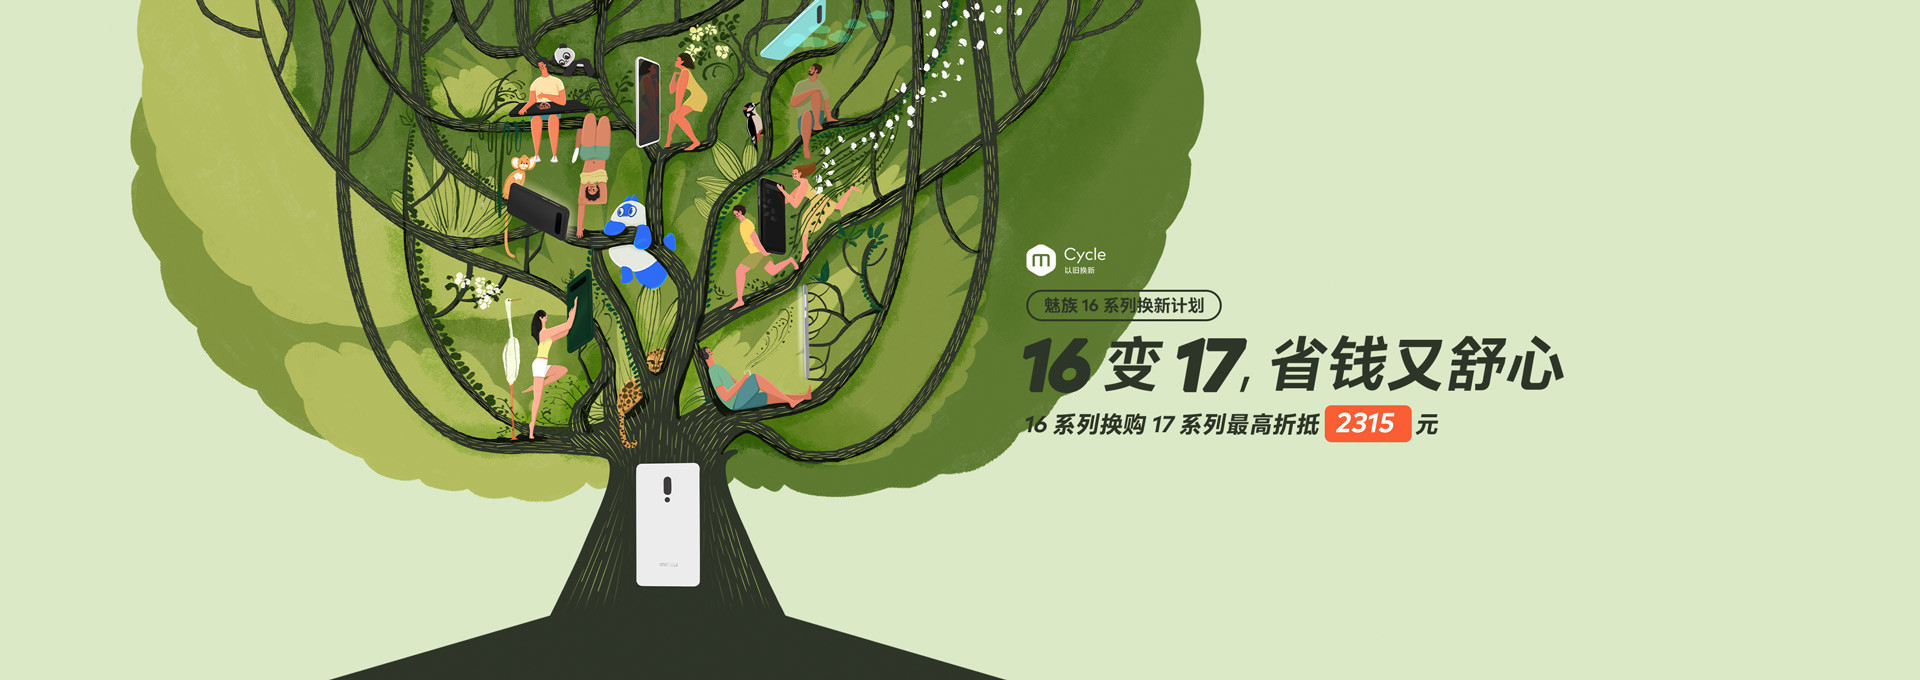 m Cycle
以旧换新
魅族 16 系列换新计划
16 变 17, 省钱又舒心
16 系列换购 17 系列最高折抵 2315 元